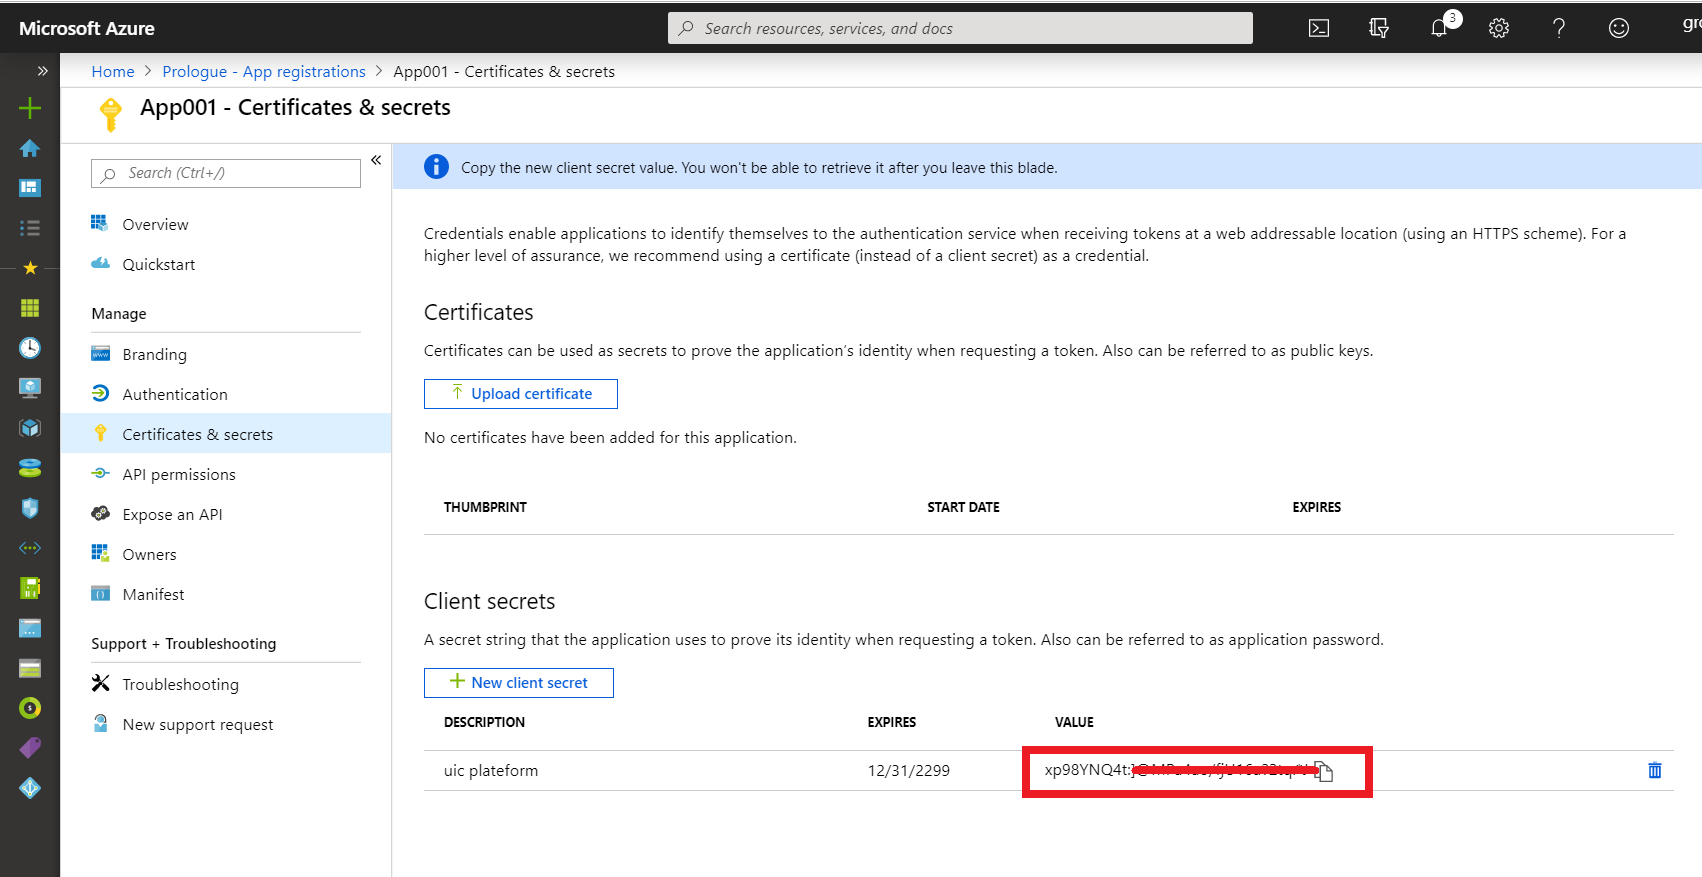 Microsoft Azure
Search resources, services, and docs
3
Home > Prologue - App registrations > App001 - Certificates & secrets
App001 - Certificates & secrets
Search (Ctrl+/)
Overview
Quickstart
Manage
Branding
Authentication
Certificates & secrets
API permissions
Expose an API
Owners
Manifest
Support + Troubleshooting
Troubleshooting
New support request
Copy the new client secret value. You won't be able to retrieve it after you leave this blade.
Credentials enable applications to identify themselves to the authentication service when receiving tokens at a web addressable location (using an HTTPS scheme). For a
higher level of assurance, we recommend using a certificate (instead of a client secret) as a credential.
Certificates
Certificates can be used as secrets to prove the application's identity when requesting a token. Also can be referred to as public keys.
Upload certificate
No certificates have been added for this application.
THUMBPRINT START DATE EXPIRES
Client secrets
A secret string that the application uses to prove its identity when requesting a token. Also can be referred to as application password.
New client secret
DESCRIPTION EXPIRES VALUE
uic plateform 12/31/2299